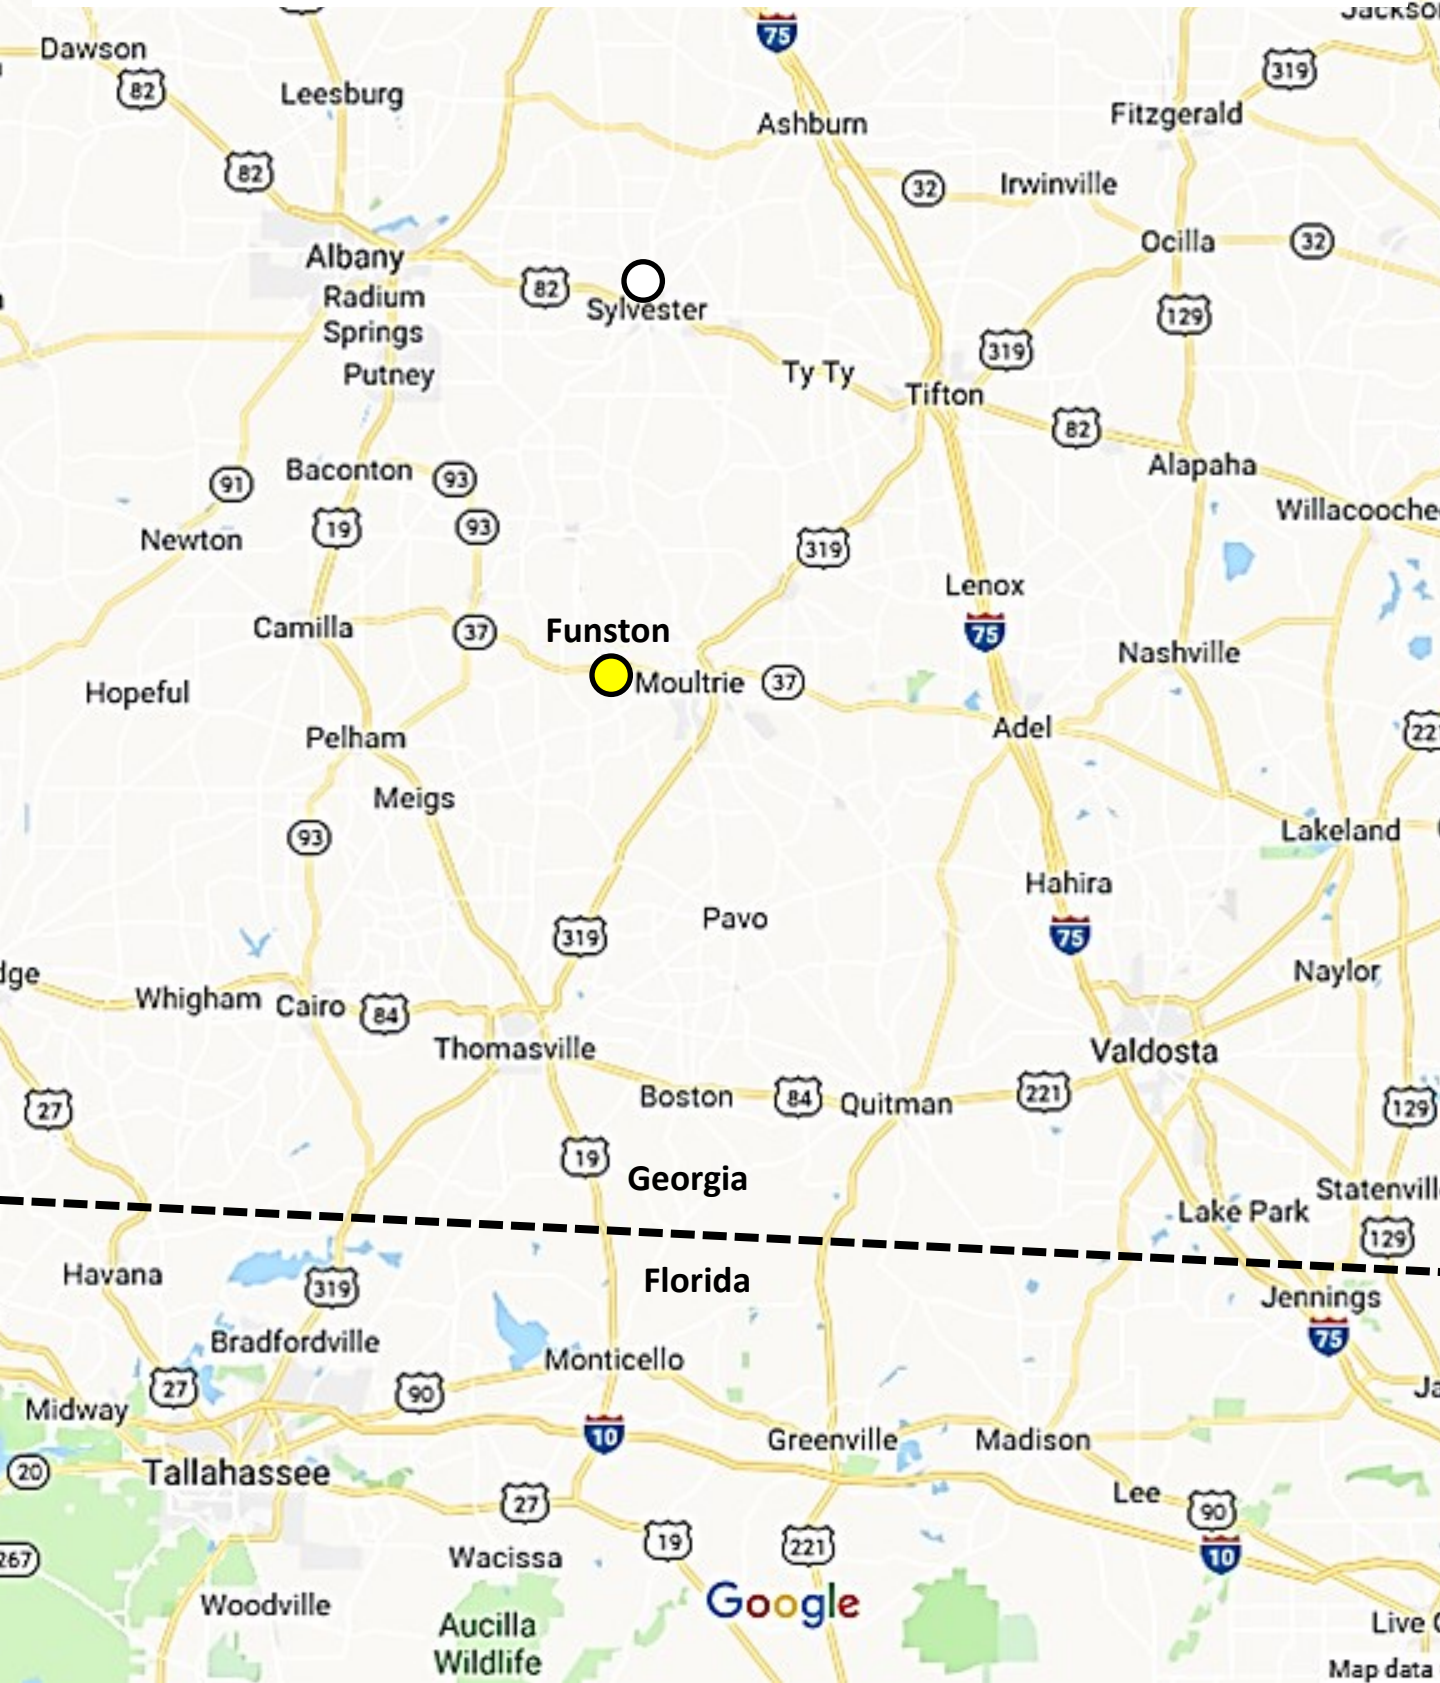 Jackso
75
Dawson
82
Leesburg
319
Fitzgerald
Ashburn
82
32
Irwinville
Albany
Ocilla
32
Radium
Springs
82
Sylvester
129
319
Putney
Ty Ty
Tifton
82
Baconton
93
Alapaha
91
19
93
Willacooche
Newton
319
Lenox
Camilla
37
Funston
75
Nashville
Hopeful
Moultrie
37
Pelham
Adel
221
Meigs
93
Lakeland
Hahira
Pavo
319
75
dge
Whigham
Cairo
84
Naylor
Thomasville
Valdosta
27
Boston
84
Quitman
221
129
19
Georgia
Statenvill
Lake Park
129
Havana
319
Florida
Jennings
75
Bradfordville
Monticello
27
90
Ja
Midway
10
Greenville
Madison
20
Tallahassee
27
Lee
90
267
Wacissa
19
221
10
Woodville
Google
Aucilla
Wildlife
Live
Map data